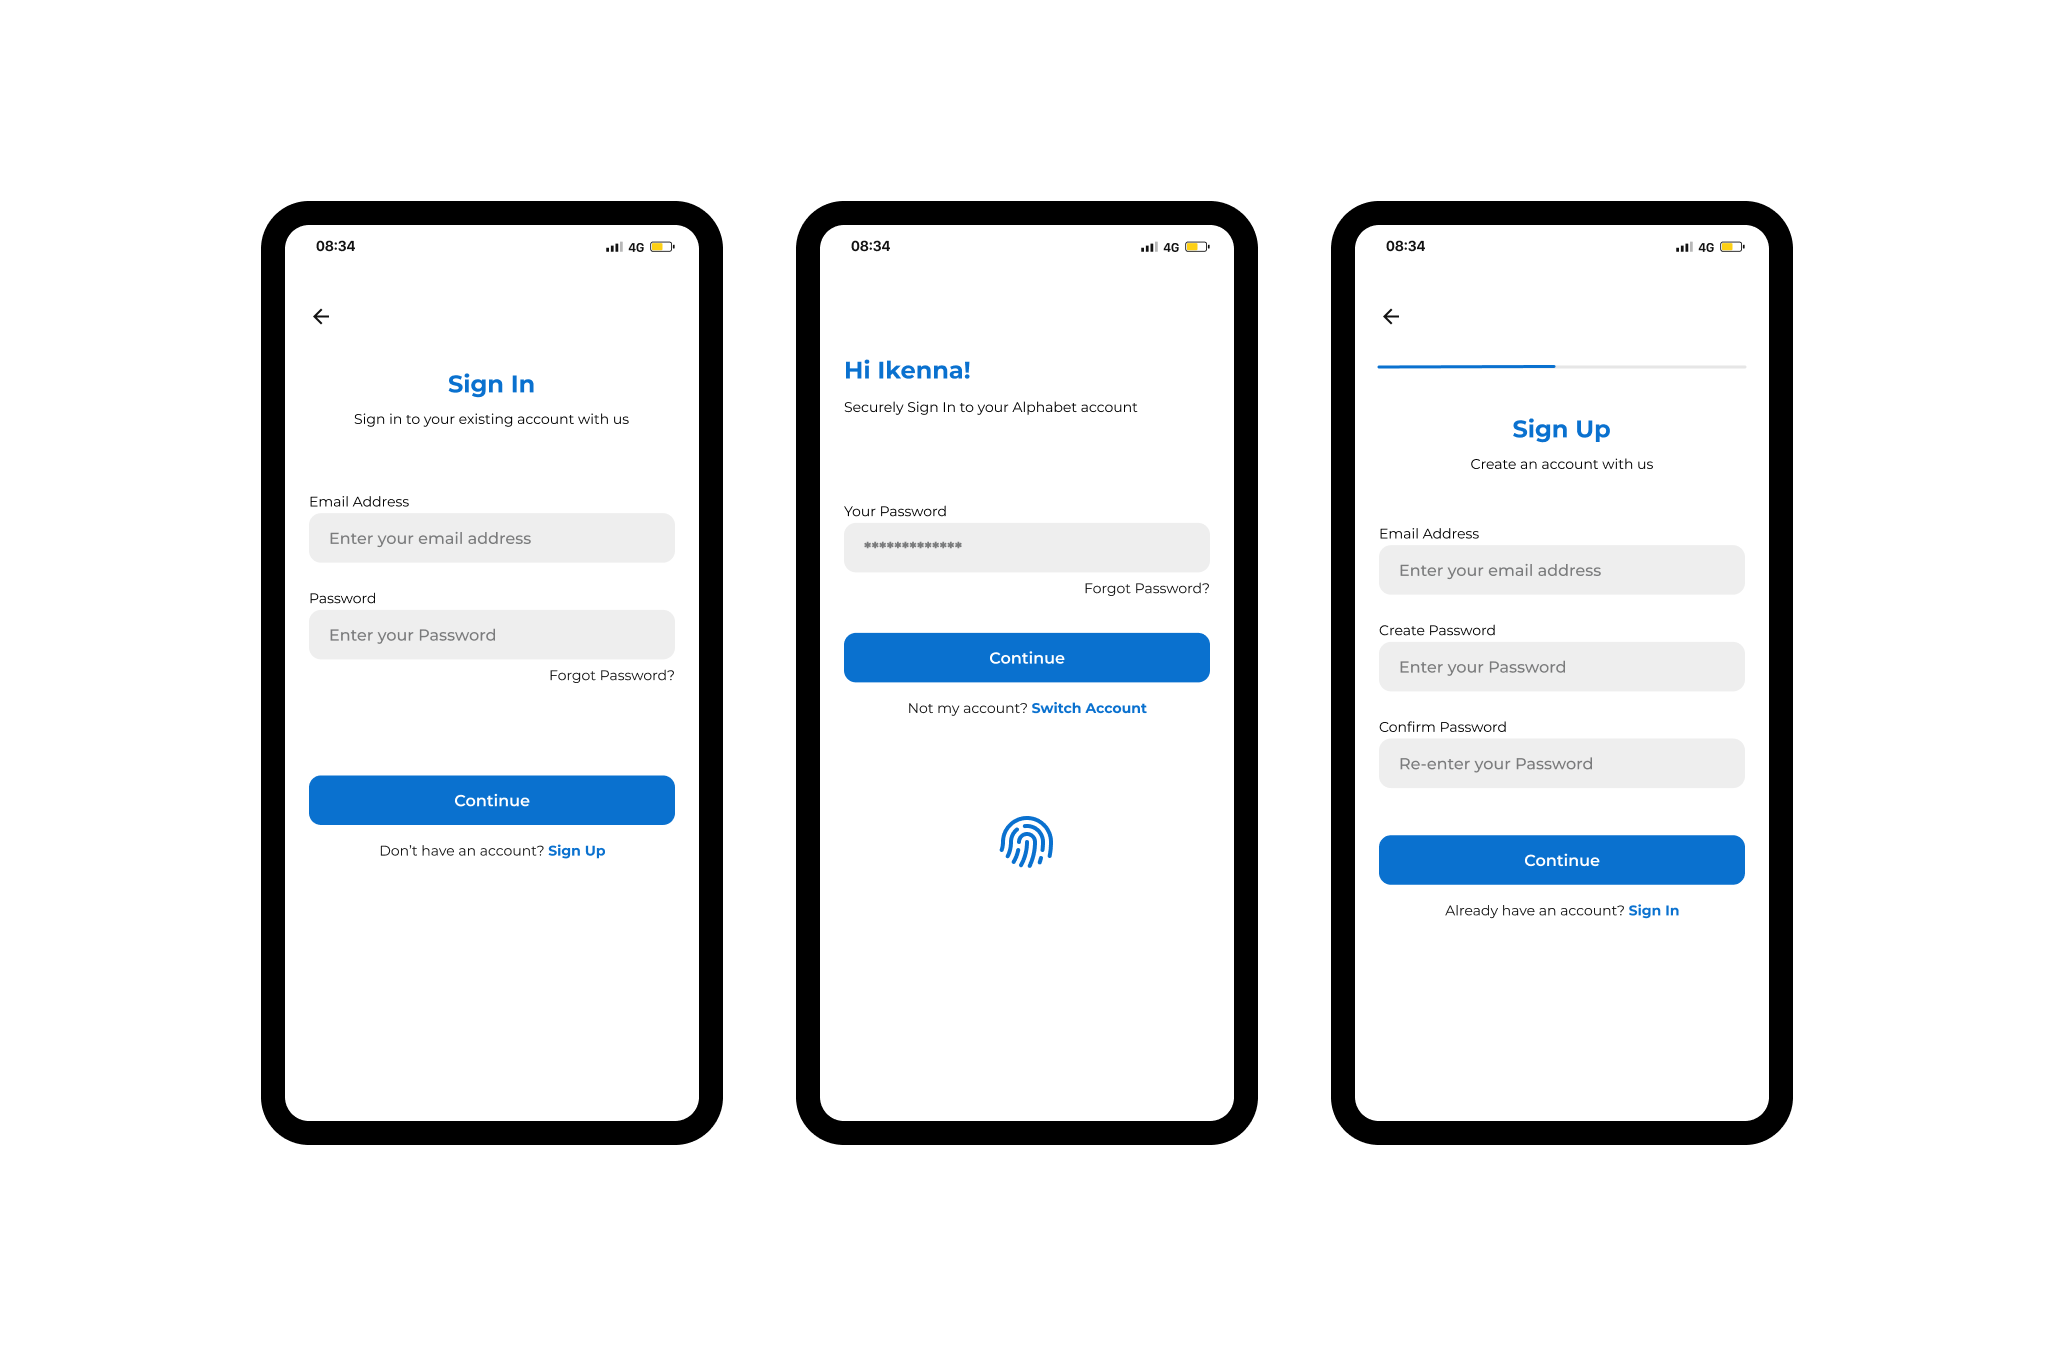 08:34
4G
Sign In
Sign in to your existing account with us
Email Address
Enter your email address
Password
Enter your Password
Forgot Password?
Continue
Don’t have an account? Sign Up
08:34
4G
Hi Ikenna!
Securely Sign In to your Alphabet account
Your Password
*************
Forgot Password?
Continue
Not my account? Switch Account
08:34
4G
Sign Up
Create an account with us
Email Address
Enter your email address
Create Password
Enter your Password
Confirm Password
Re-enter your Password
Continue
Already have an account? Sign In